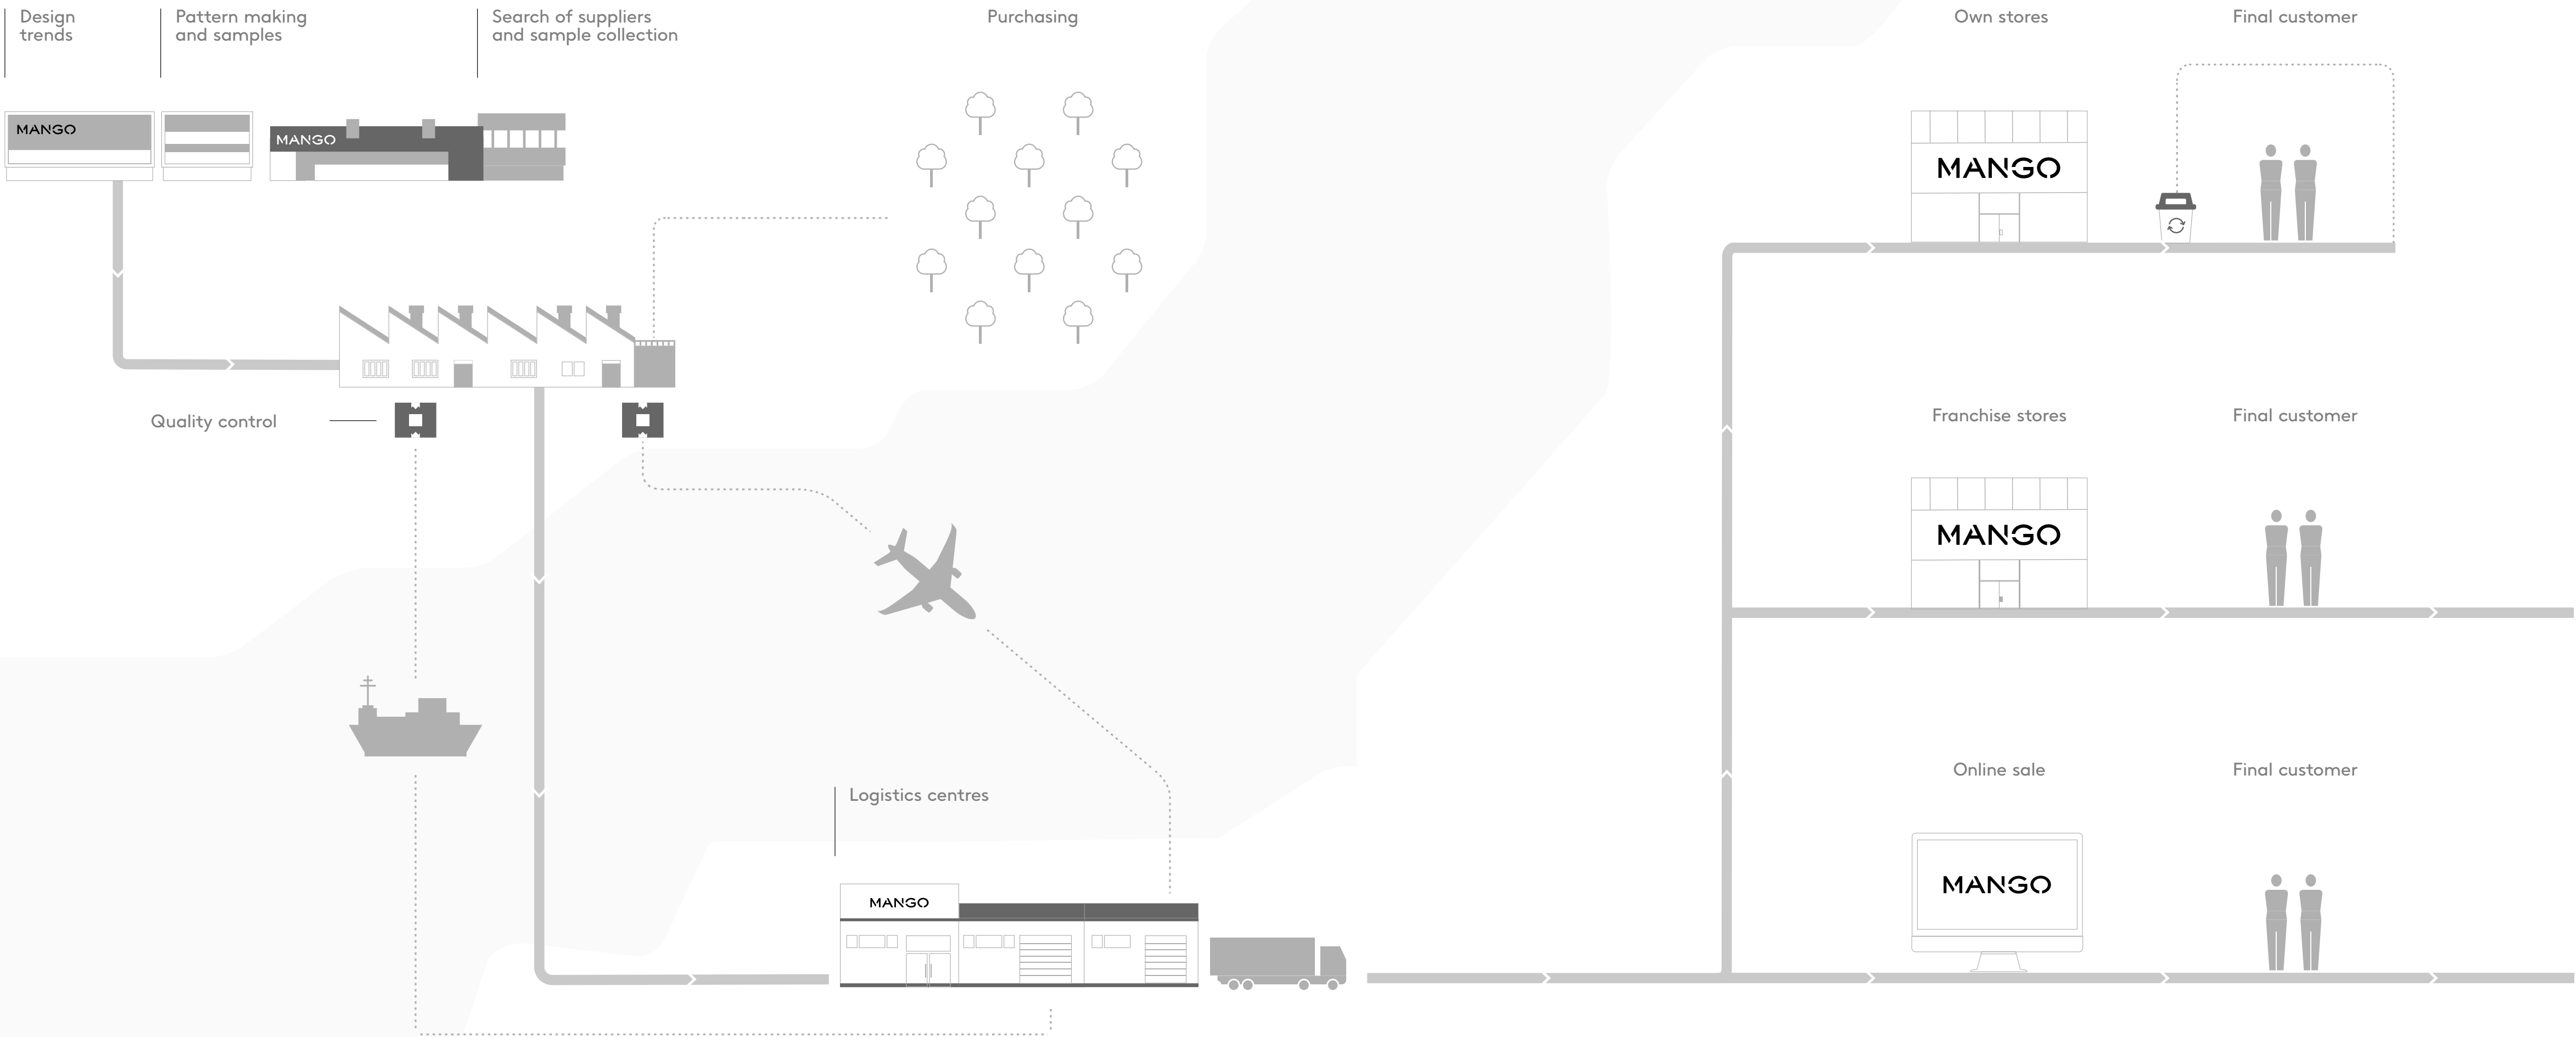 Design
trends
Pattern making
and samples
Search of suppliers
and sample collection
Purchasing
Own stores
Final customer
MANGO
MANGO
MANGO
Quality control
Franchise stores
Final customer
MANGO
Logistics centres
Online sale
Final customer
MANGO
MANGO